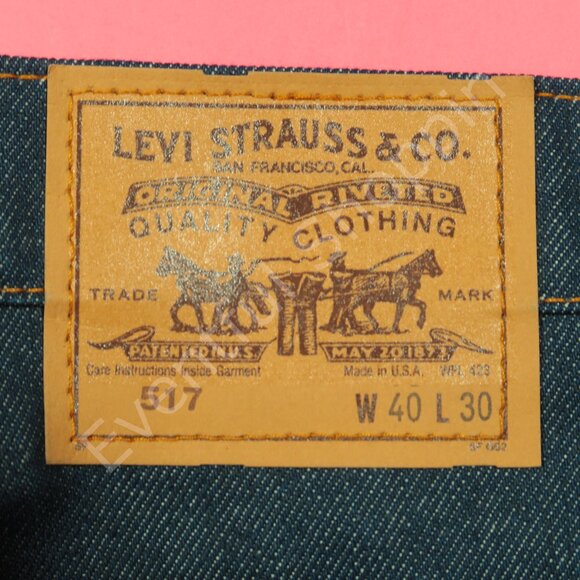 LEVI STRAUSS & CO.
SAN FRANCISCO, CAL.
ORIGINAL RIVETED
QUALITY CLOTHING
TRADE MARK
PATENTED IN U.S. MAY 20 1873
Care Instructions Inside Garment Made in U.S.A. WPL 423
517 W 40 L 30